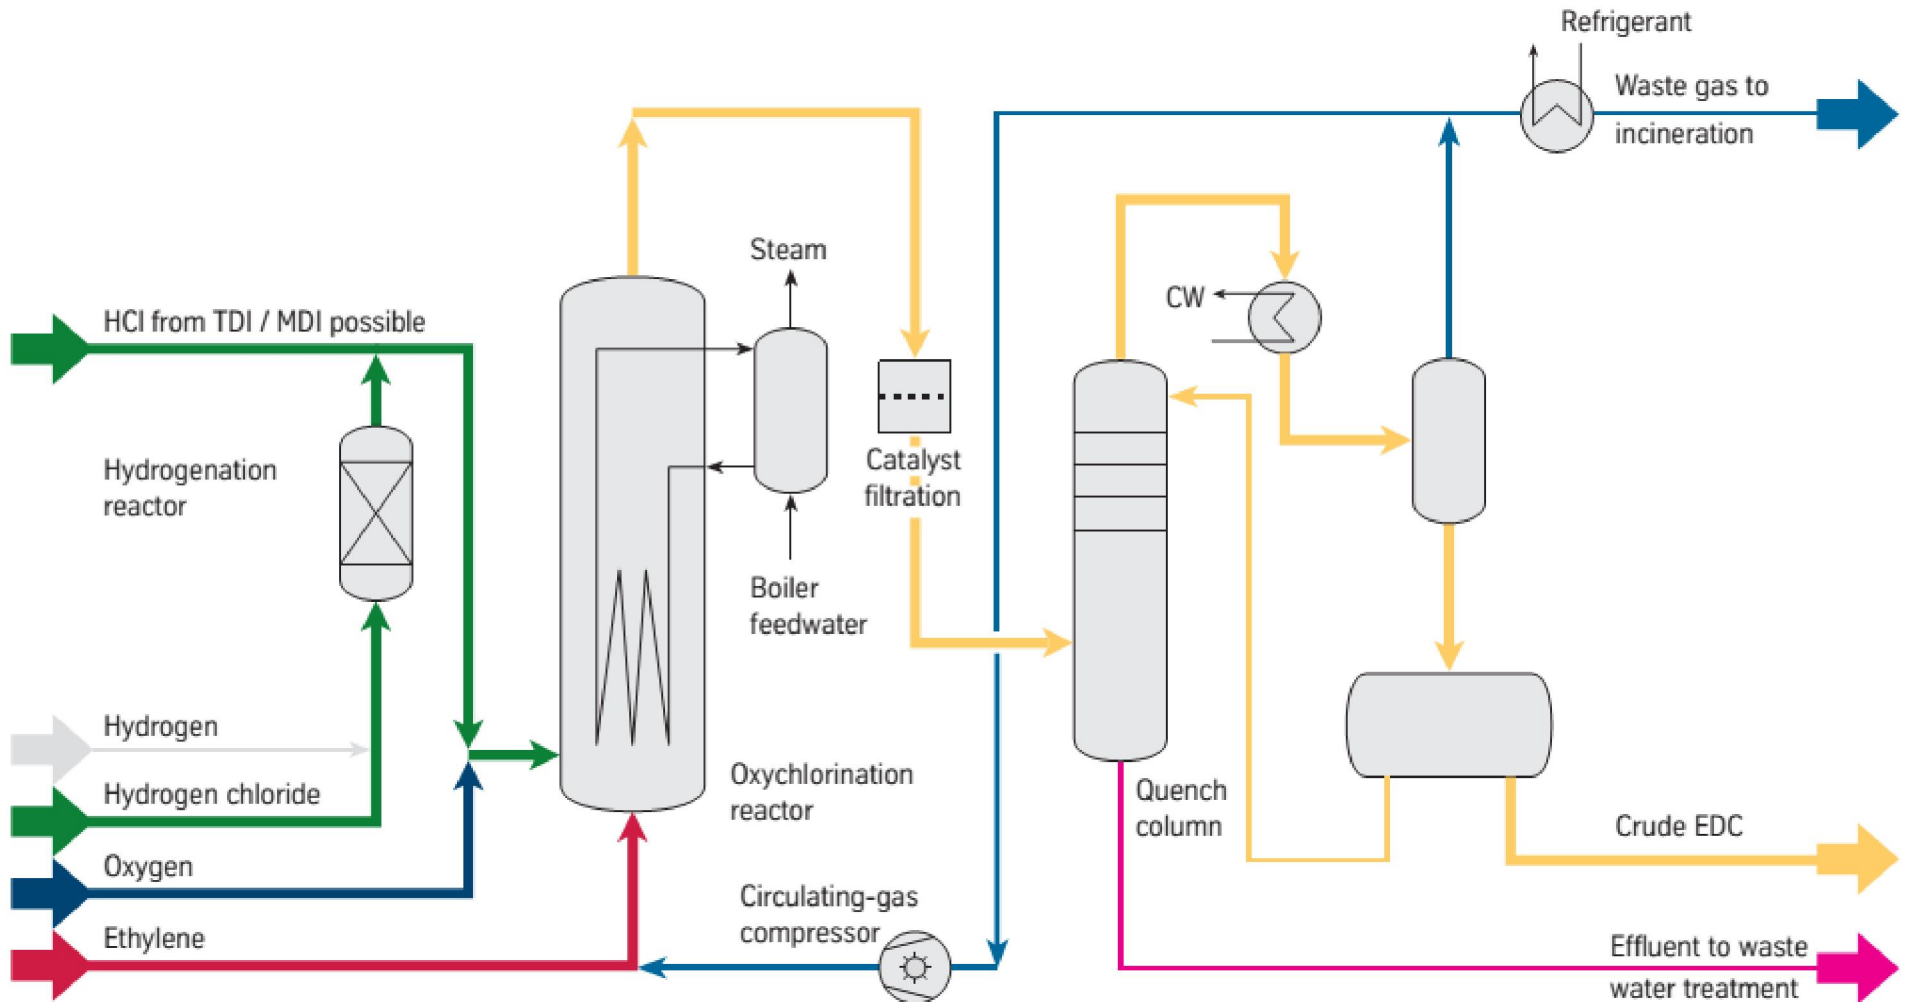 Refrigerant
Waste gas to
incineration
Steam
CW
HCl from TDI / MDI possible
Hydrogenation
reactor
Catalyst
filtration
Boiler
feedwater
Hydrogen
Hydrogen chloride
Oxychlorination
reactor
Quench
column
Crude EDC
Oxygen
Circulating-gas
compressor
Ethylene
Effluent to waste
water treatment